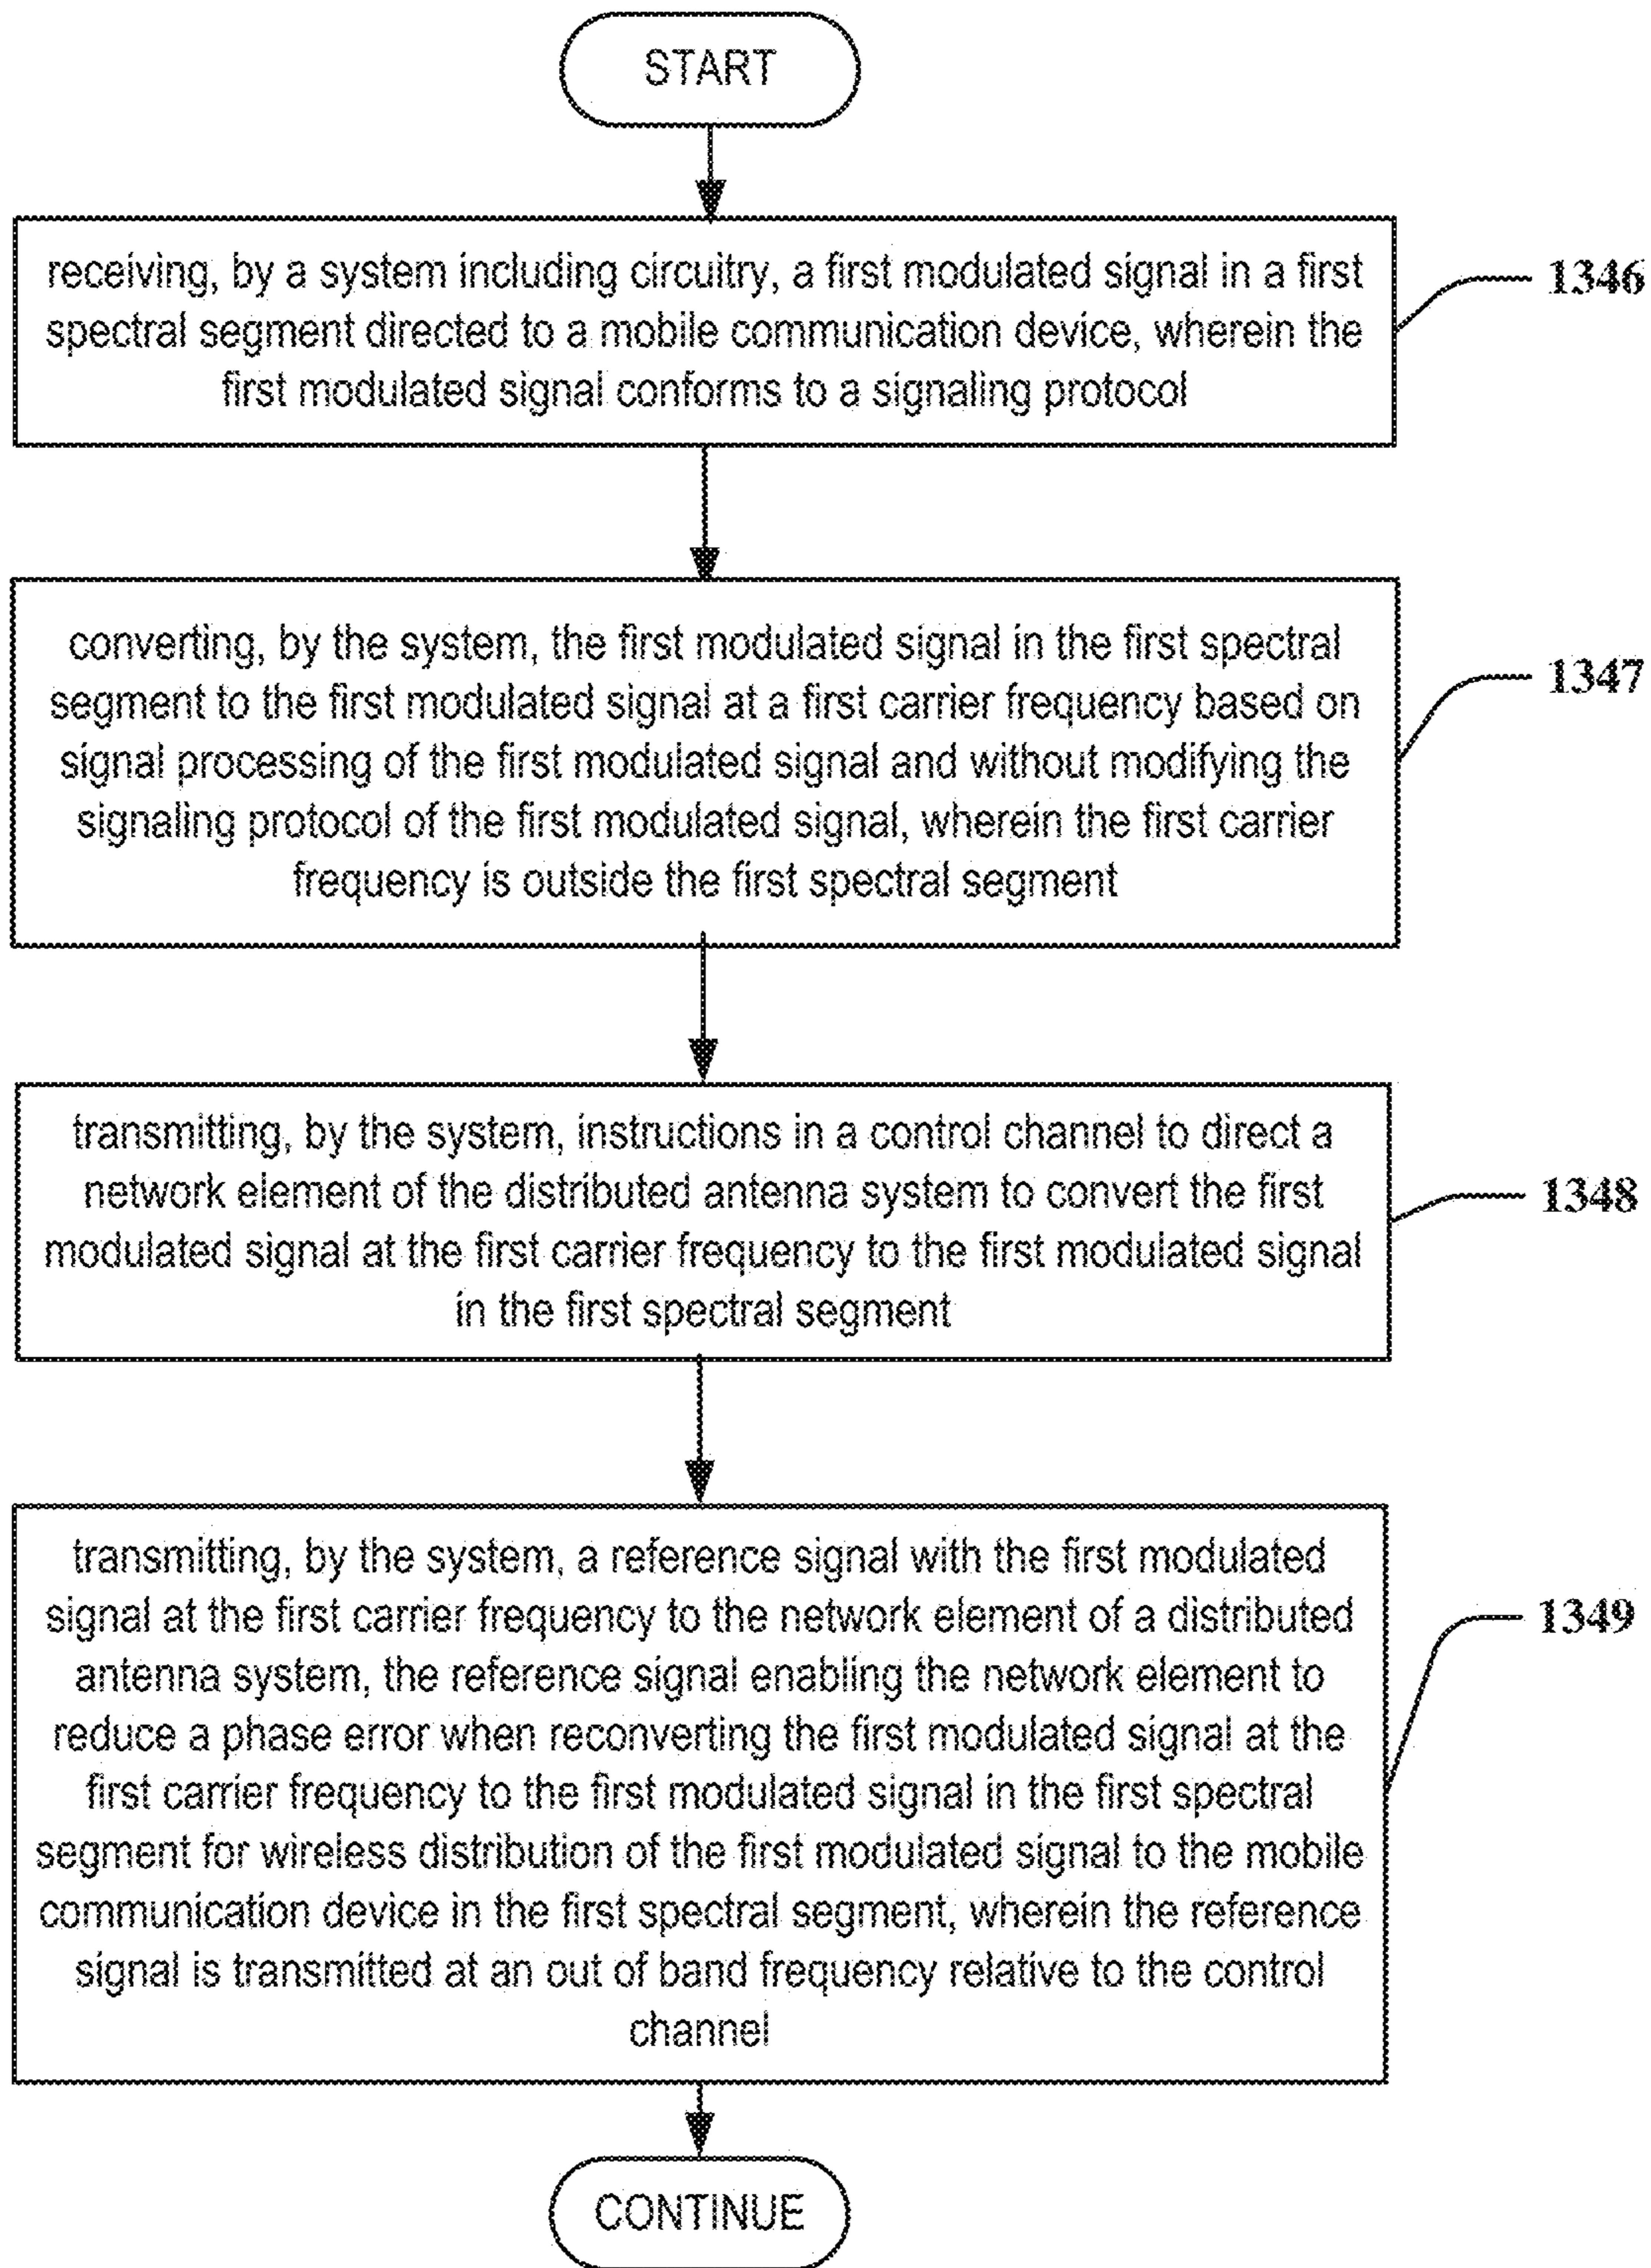 START
receiving, by a system including circuitry, a first modulated signal in a first
spectral segment directed to a mobile communication device, wherein the
first modulated signal conforms to a signaling protocol
1346
converting, by the system, the first modulated signal in the first spectral
segment to the first modulated signal at a first carrier frequency based on
signal processing of the first modulated signal and without modifying the
signaling protocol of the first modulated signal, wherein the first carrier
frequency is outside the first spectral segment
1347
transmitting, by the system, instructions in a control channel to direct a
network element of the distributed antenna system to convert the first
modulated signal at the first carrier frequency to the first modulated signal
in the first spectral segment
1348
transmitting, by the system, a reference signal with the first modulated
signal at the first carrier frequency to the network element of a distributed
antenna system, the reference signal enabling the network element to
reduce a phase error when reconverting the first modulated signal at the
first carrier frequency to the first modulated signal in the first spectral
segment for wireless distribution of the first modulated signal to the mobile
communication device in the first spectral segment, wherein the reference
signal is transmitted at an out of band frequency relative to the control
channel
1349
CONTINUE